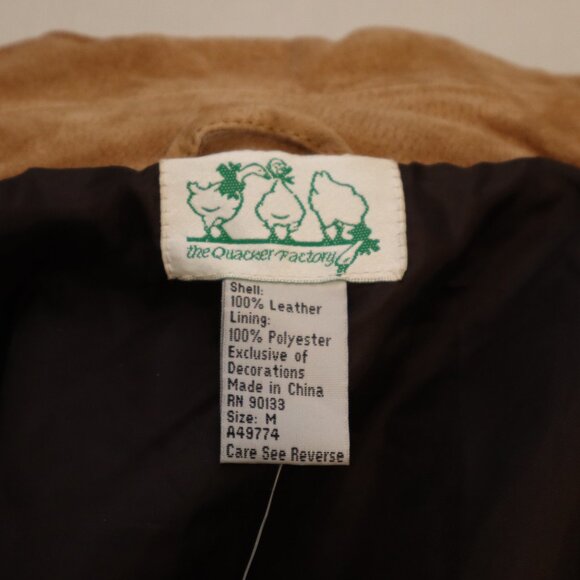 the Quacker Factory
Shell:
100% Leather
Lining:
100% Polyester
Exclusive of
Decorations
Made in China
RN 90133
Size: M
A49774
Care See Reverse